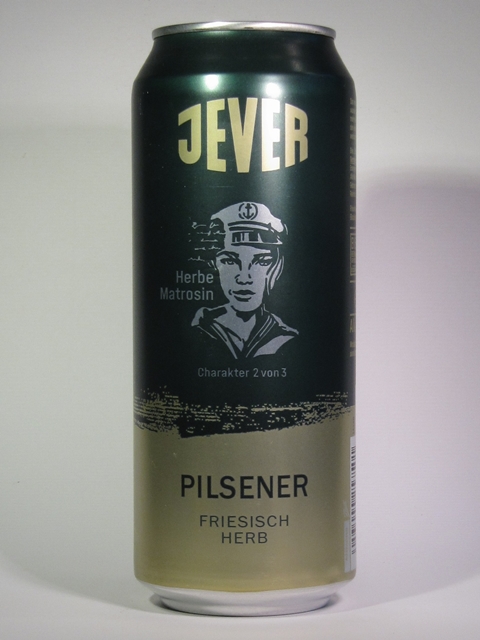 JEVER
Herbe
Matrosin
Charakter 2 von 3
PILSENER
FRIESISCH
HERB